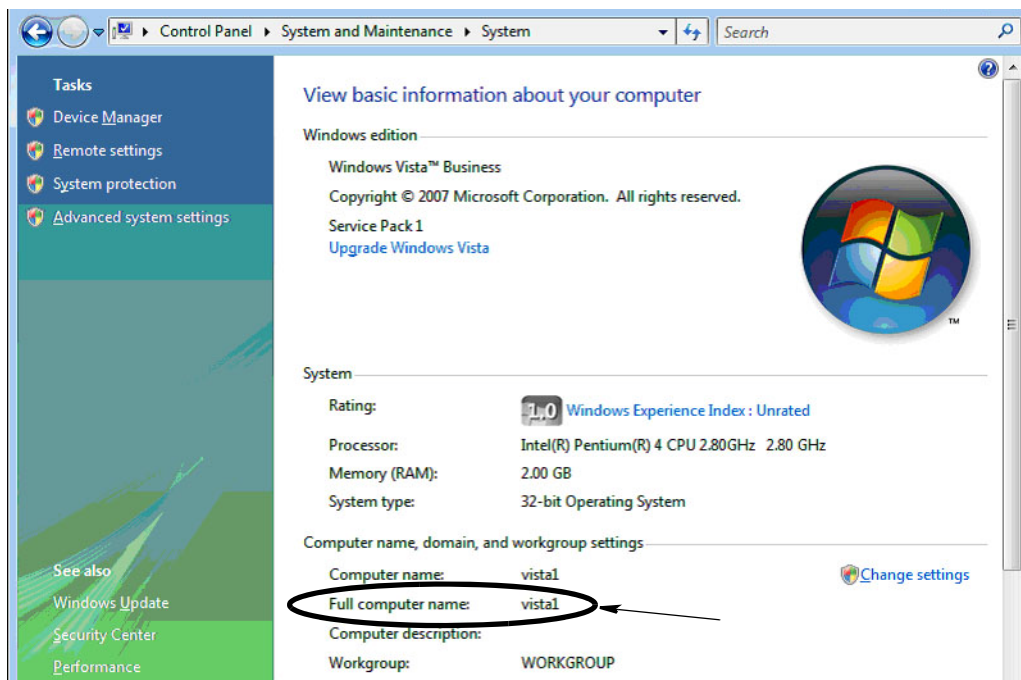 Control Panel System and Maintenance System Search
Tasks
Device Manager
Remote settings
System protection
Advanced system settings
See also
Windows Update
Security Center
Performance
View basic information about your computer
Windows edition
Windows Vista™ Business
Copyright © 2007 Microsoft Corporation. All rights reserved.
Service Pack 1
Upgrade Windows Vista
TM
System
Rating: 1.0 Windows Experience Index : Unrated
Processor: Intel(R) Pentium(R) 4 CPU 2.80GHz 2.80 GHz
Memory (RAM): 2.00 GB
System type: 32-bit Operating System
Computer name, domain, and workgroup settings
Computer name: vista1 Change settings
Full computer name: vista1
Computer description:
Workgroup: WORKGROUP